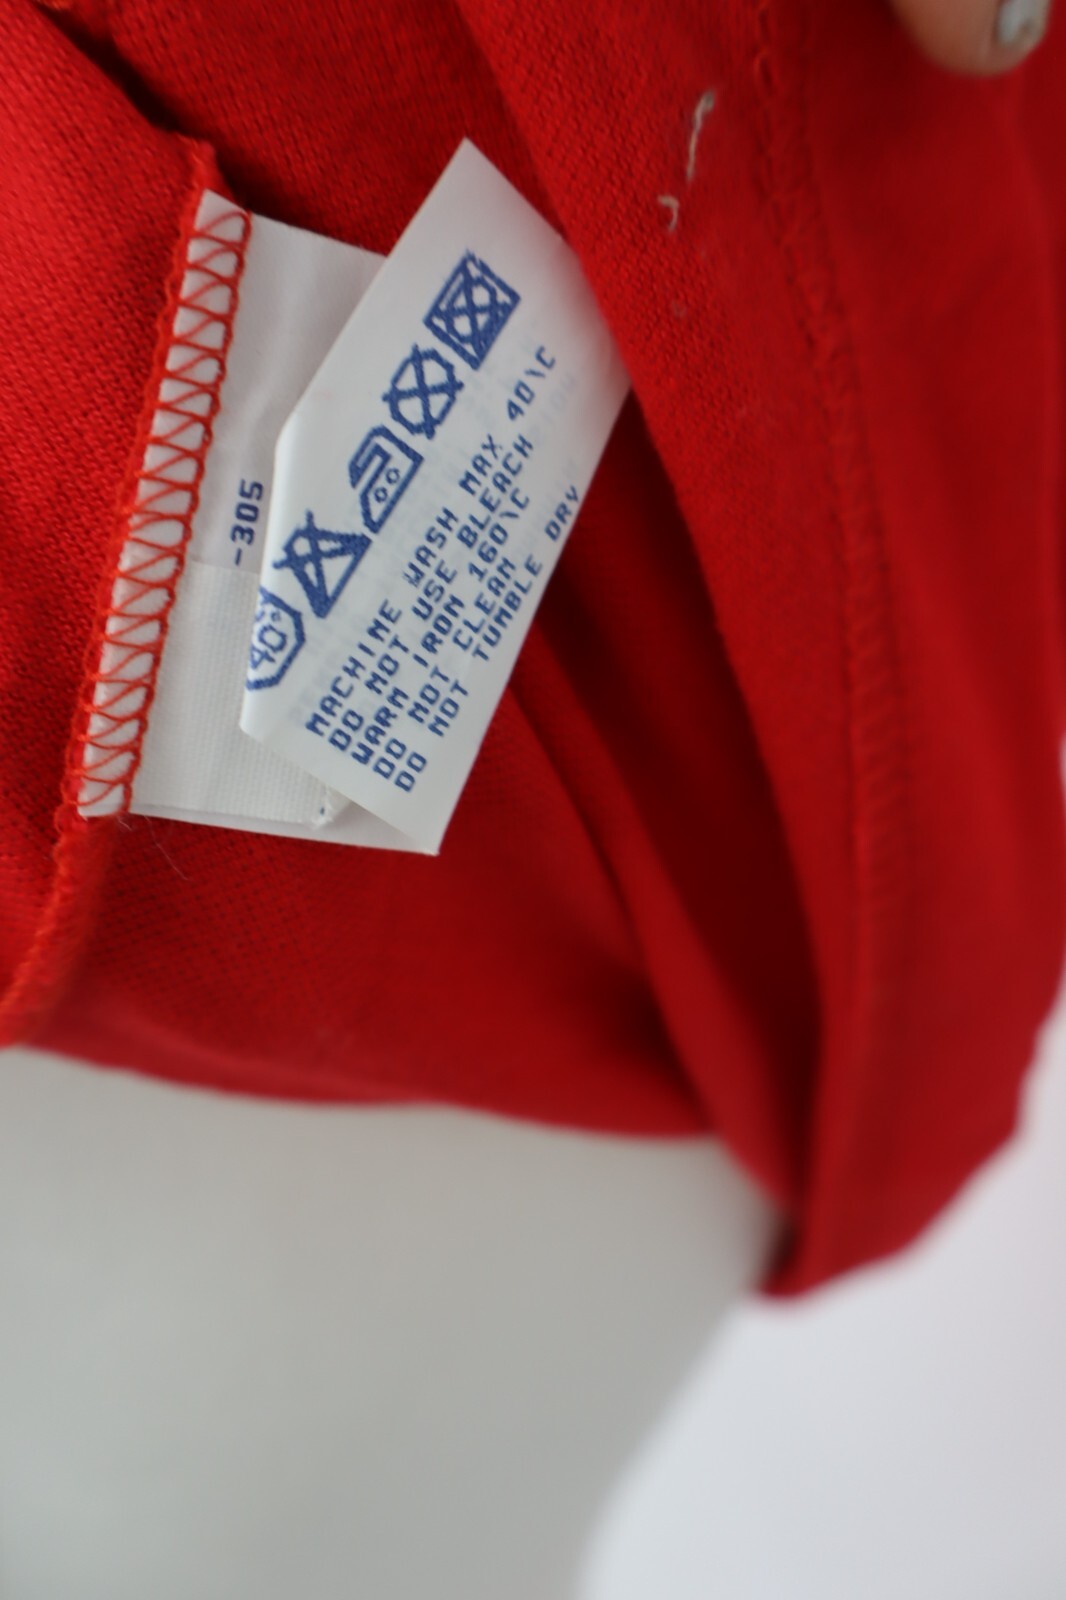 -305
40°
MACHINE WASH MAX 40\C
DO NOT USE BLEACH
WARM IRON 160\C
DO NOT CLEAN
DO NOT TUMBLE DRY